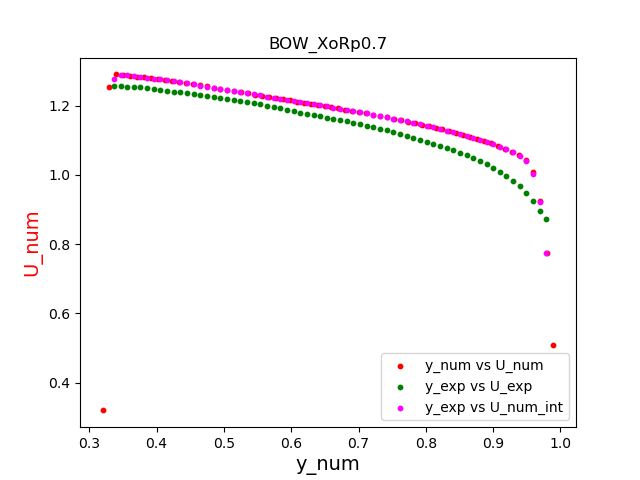 BOW_XoRp0.7
U_num
1.2
1.0
0.8
0.6
0.4
y_num vs U_num
y_exp vs U_exp
y_exp vs U_num_int
0.3 0.4 0.5 0.6 0.7 0.8 0.9 1.0
y_num